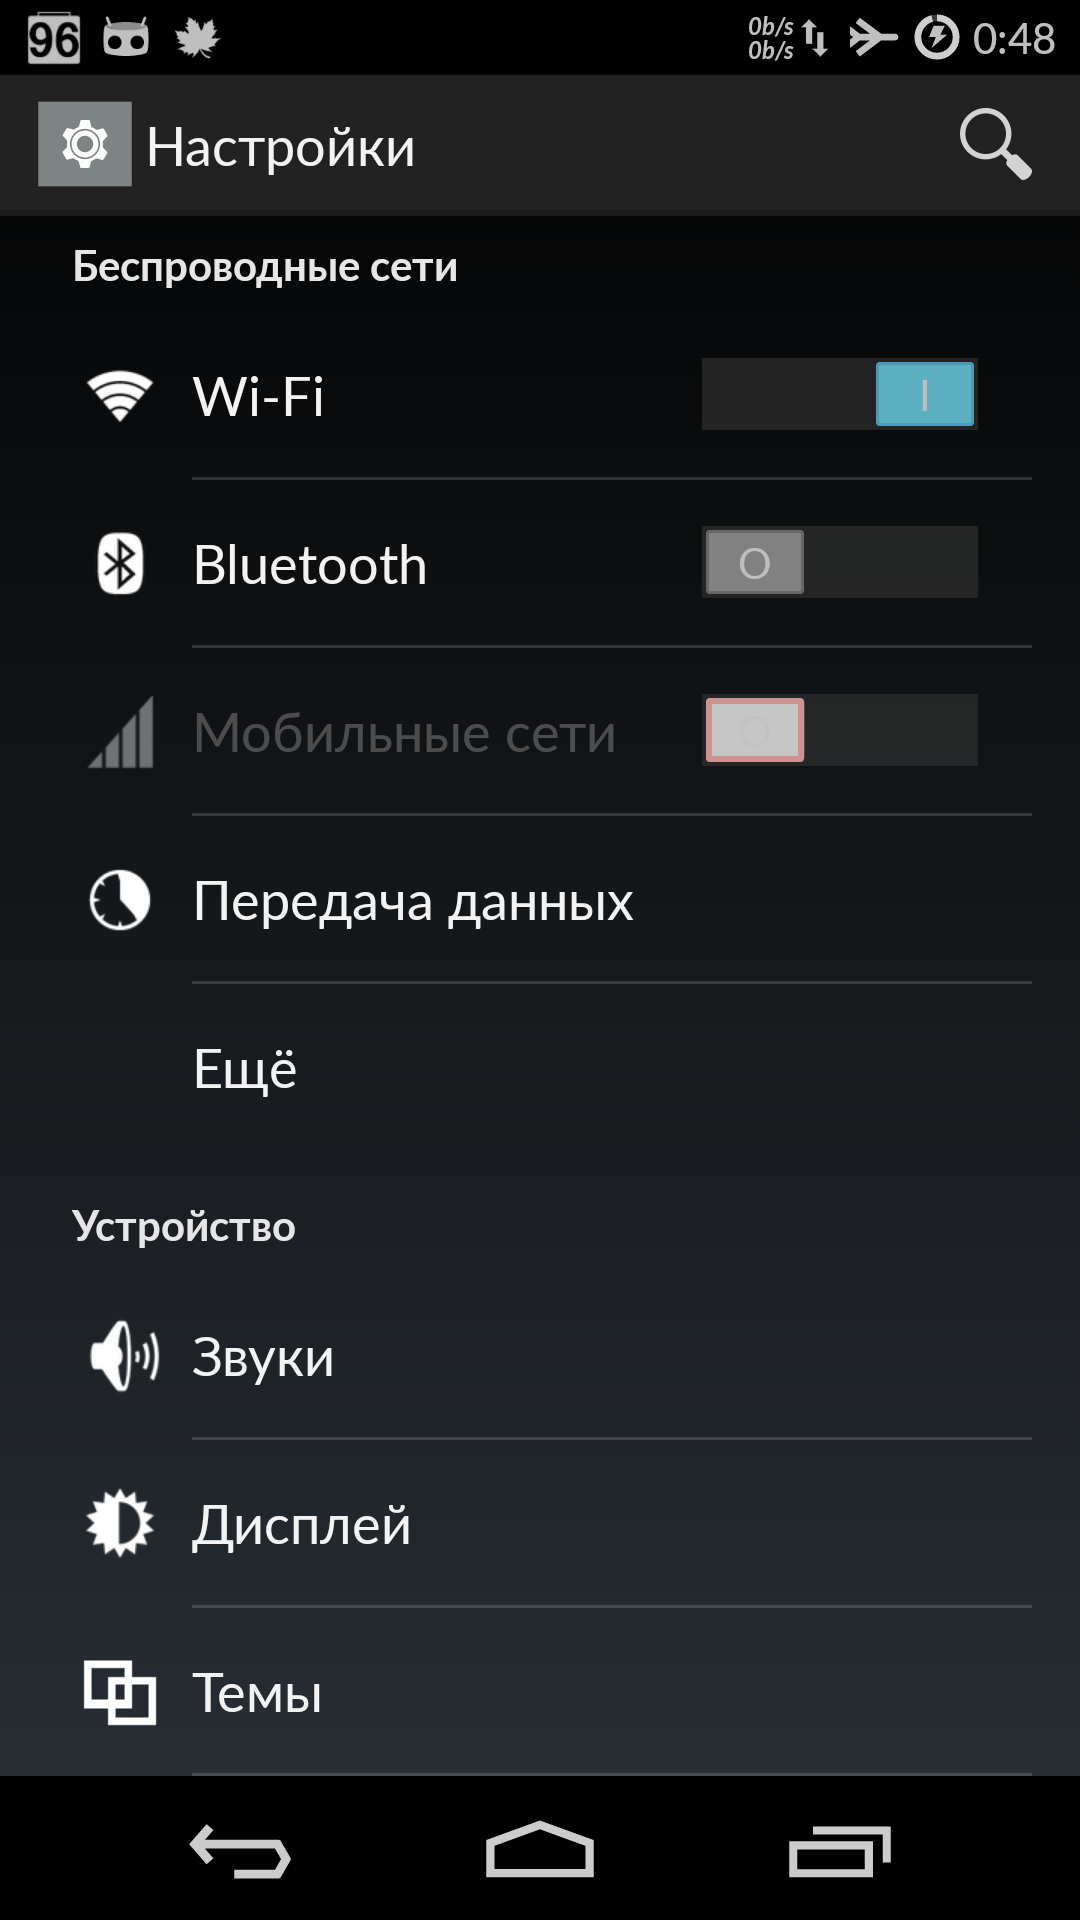 96
0b/s
0b/s
0:48
Настройки
Беспроводные сети
Wi-Fi
I
Bluetooth
O
Мобильные сети
O
Передача данных
Ещё
Устройство
Звуки
Дисплей
Темы